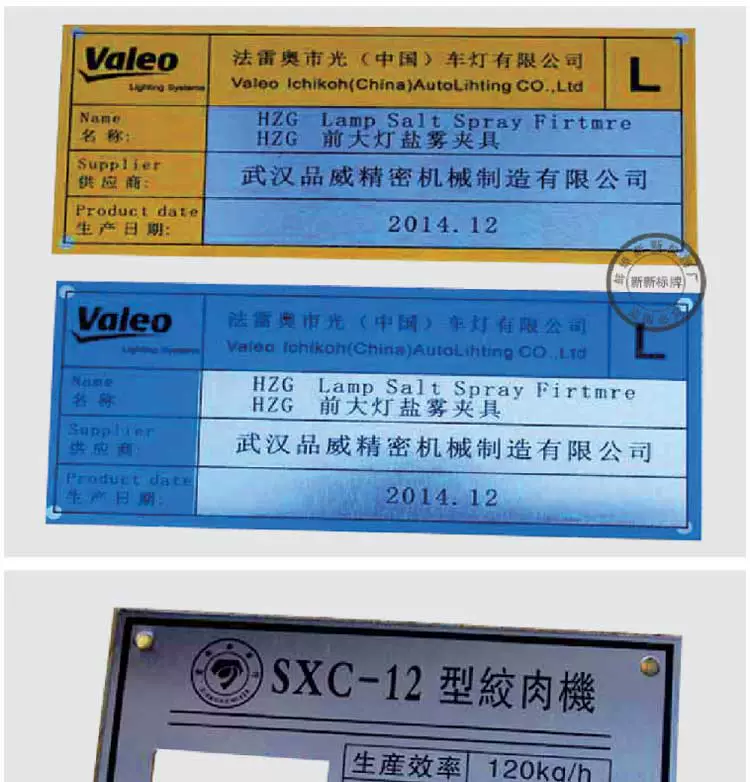 Valeo
Lighting Systems
法雷奥市光（中国）车灯有限公司
Valeo Ichikoh(China)AutoLihting CO.,Ltd
L
Name
名 称:
HZG Lamp Salt Spray Firtmre
HZG 前大灯盐雾夹具
Supplier
供应商:
武汉品威精密机械制造有限公司
Product date
生产日期:
2014.12
新新标牌
Valeo
Lighting Systems
法雷奥市光（中国）车灯有限公司
Valeo Ichikoh(China)AutoLihting CO.,Ltd
L
Name
名 称
HZG Lamp Salt Spray Firtmre
HZG 前大灯盐雾夹具
Supplier
供应商:
武汉品威精密机械制造有限公司
Product date
生产日期:
2014.12
SXC-12 型絞肉機
生産效率 120kg/h